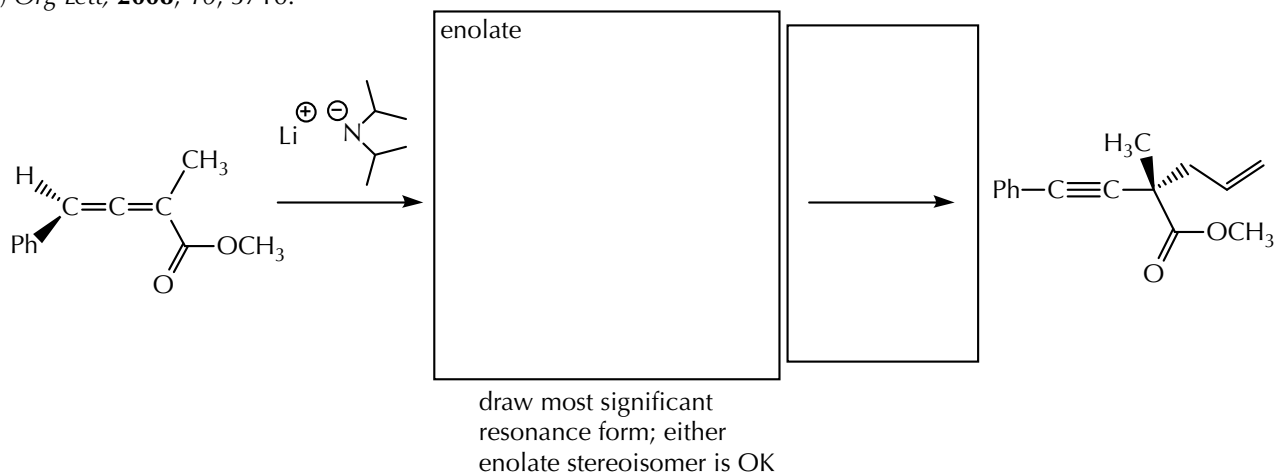 Org Lett, 2008, 10,
enolate
Li ⊕ ⊖ N
H CH3
C=C=C
Ph OCH3
O
H3C
Ph C≡C
OCH3
O
draw most significant
resonance form; either
enolate stereoisomer is OK